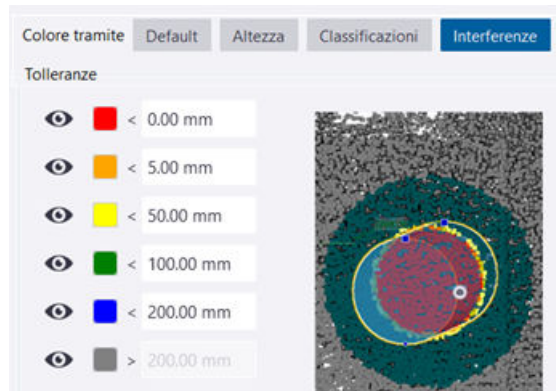 Colore tramite Default Altezza Classificazioni Interferenze
Tolleranze
< 0.00 mm
< 5.00 mm
< 50.00 mm
< 100.00 mm
< 200.00 mm
> 200.00 mm